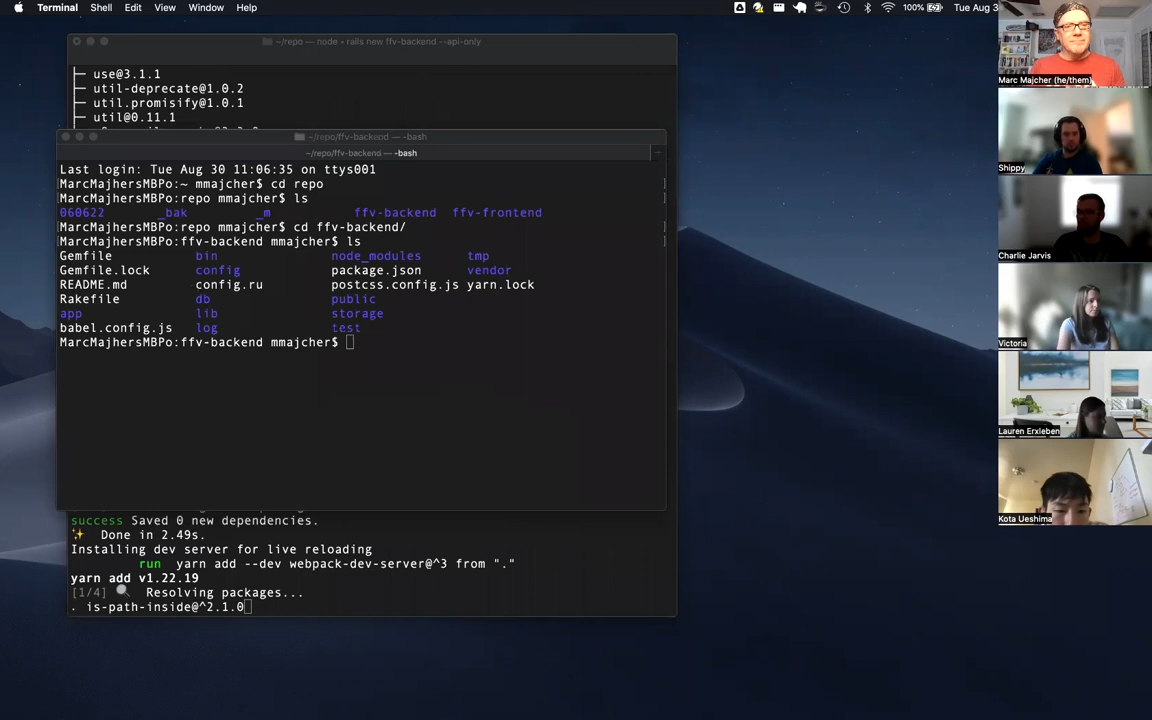 Terminal Shell Edit View Window Help 100% Tue Aug 3
~/repo — node • rails new ffv-backend --api-only
├─ use@3.1.1
├─ util-deprecate@1.0.2
├─ util.promisify@1.0.1
├─ util@0.11.1
~/repo/ffv-backend — -bash
~/repo/ffv-backend — -bash
Last login: Tue Aug 30 11:06:35 on ttys001
MarcMajhersMBPo:~ mmajcher$ cd repo
MarcMajhersMBPo:repo mmajcher$ ls
060622 _bak _m ffv-backend ffv-frontend
MarcMajhersMBPo:repo mmajcher$ cd ffv-backend/
MarcMajhersMBPo:ffv-backend mmajcher$ ls
Gemfile bin node_modules tmp
Gemfile.lock config package.json vendor
README.md config.ru postcss.config.js yarn.lock
Rakefile db public
app lib storage
babel.config.js log test
MarcMajhersMBPo:ffv-backend mmajcher$
success Saved 0 new dependencies.
✨ Done in 2.49s.
Installing dev server for live reloading
run yarn add --dev webpack-dev-server@^3 from "."
yarn add v1.22.19
[1/4] 🔍 Resolving packages...
. is-path-inside@^2.1.0
Marc Majcher (he/them)
Shippy
Charlie Jarvis
Victoria
Lauren Erxleben
Kota Ueshima